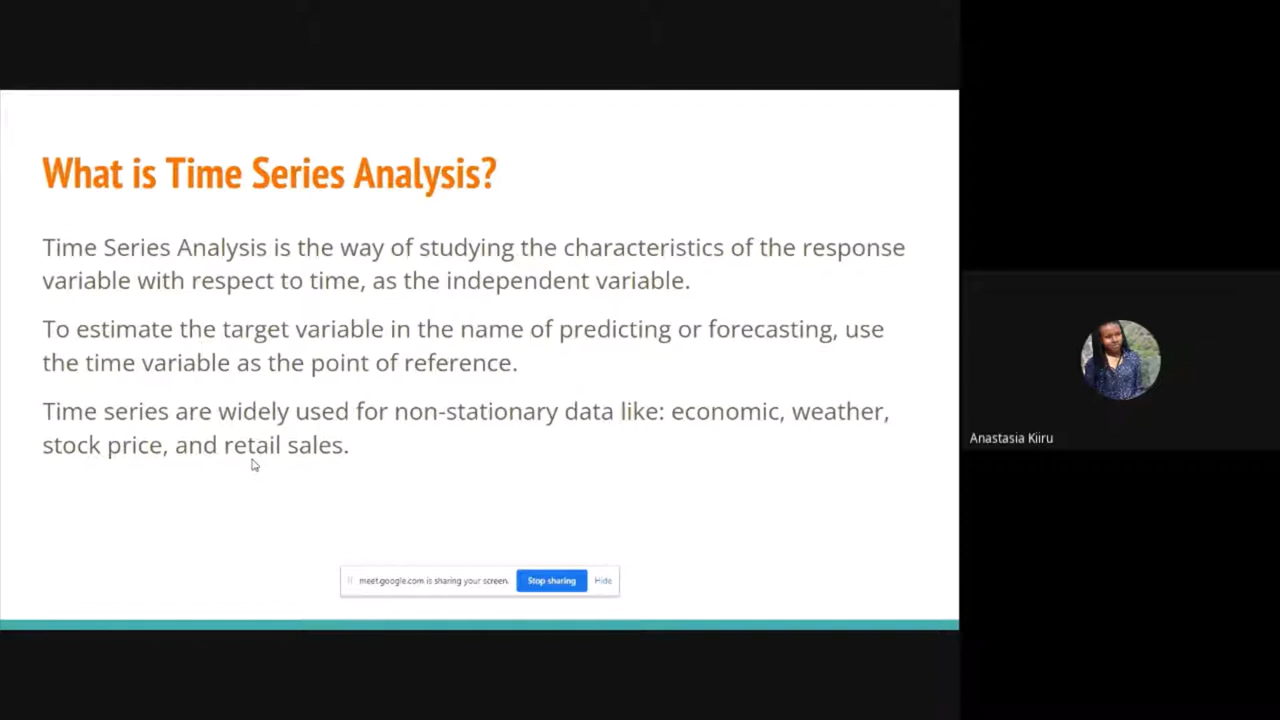 What is Time Series Analysis?
Time Series Analysis is the way of studying the characteristics of the response
variable with respect to time, as the independent variable.
To estimate the target variable in the name of predicting or forecasting, use
the time variable as the point of reference.
Time series are widely used for non-stationary data like: economic, weather,
stock price, and retail sales.
meet.google.com is sharing your screen. Stop sharing Hide
Anastasia Kiiru